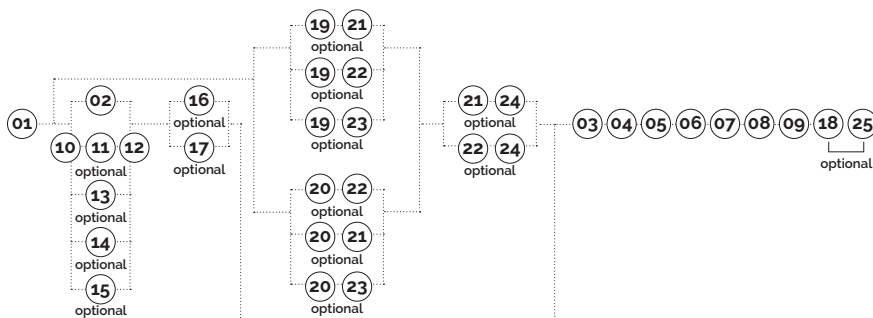 19 21
optional
19 22
optional
19 23
optional
01
02
10 11 12
optional
13
optional
14
optional
15
optional
16
optional
17
optional
20 22
optional
20 21
optional
20 23
optional
21 24
optional
22 24
optional
03 04 05 06 07 08 09 18 25
optional